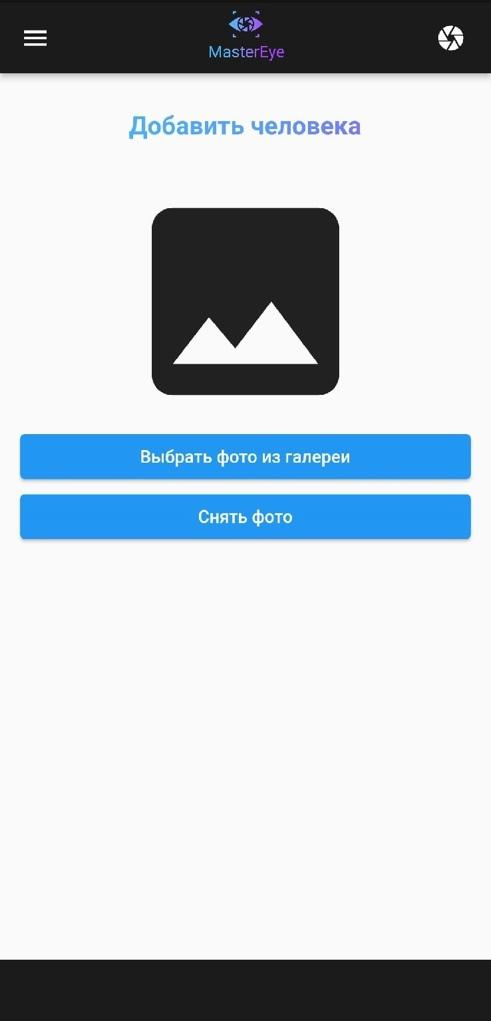 MasterEye
Добавить человека
Выбрать фото из галереи
Снять фото